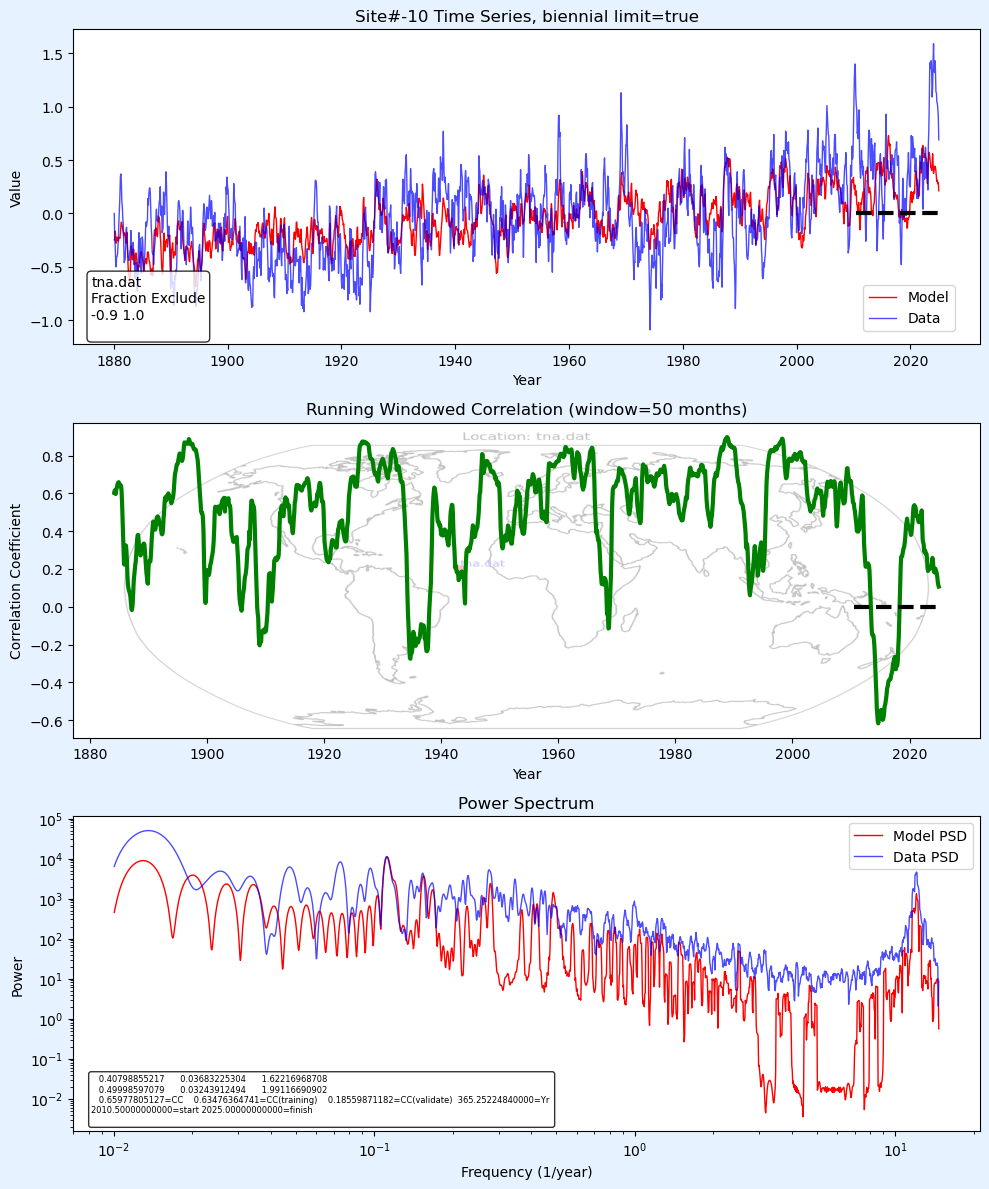 Site#-10 Time Series, biennial limit=true
Value
1.5
1.0
0.5
0.0
−0.5
−1.0
tna.dat
Fraction Exclude
-0.9 1.0
Model
Data
1880 1900 1920 1940 1960 1980 2000 2020
Year
Running Windowed Correlation (window=50 months)
Location: tna.dat
Correlation Coefficient
0.8
0.6
0.4
0.2
0.0
−0.2
−0.4
−0.6
tna.dat
1880 1900 1920 1940 1960 1980 2000 2020
Year
Power Spectrum
Power
10^5
10^4
10^3
10^2
10^1
10^0
10^−1
10^−2
Model PSD
Data PSD
0.40798855217 0.03683225304 1.62216968708
0.49998597079 0.03243912494 1.99116690902
0.65977805127=CC 0.63476364741=CC(training) 0.18559871182=CC(validate) 365.25224840000=Yr
2010.50000000000=start 2025.00000000000=finish
10^−2 10^−1 10^0 10^1
Frequency (1/year)